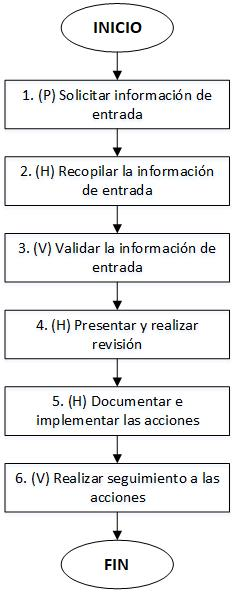 INICIO
1. (P) Solicitar información de
entrada
2. (H) Recopilar la información
de entrada
3. (V) Validar la información de
entrada
4. (H) Presentar y realizar
revisión
5. (H) Documentar e
implementar las acciones
6. (V) Realizar seguimiento a las
acciones
FIN